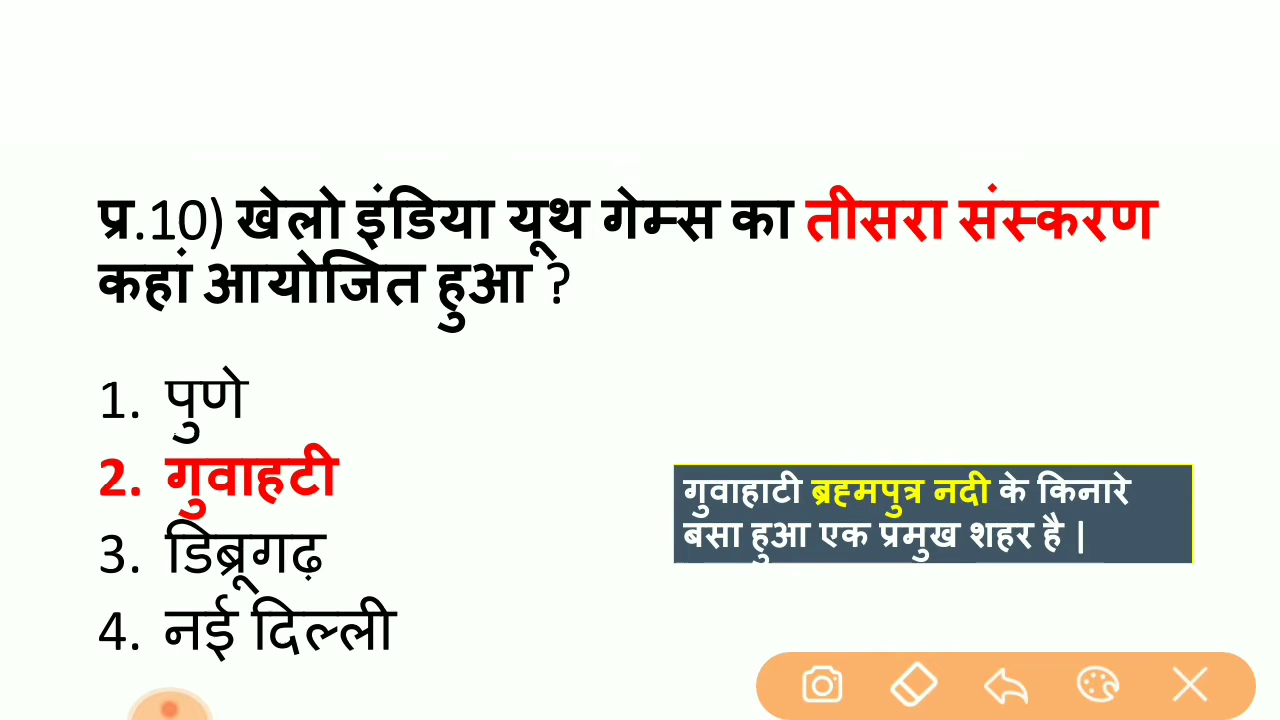 प्र.10) खेलो इंडिया यूथ गेम्स का तीसरा संस्करण
कहां आयोजित हुआ ?
1. पुणे
2. गुवाहटी
3. डिब्रूगढ़
4. नई दिल्ली
गुवाहाटी ब्रह्मपुत्र नदी के किनारे
बसा हुआ एक प्रमुख शहर है |